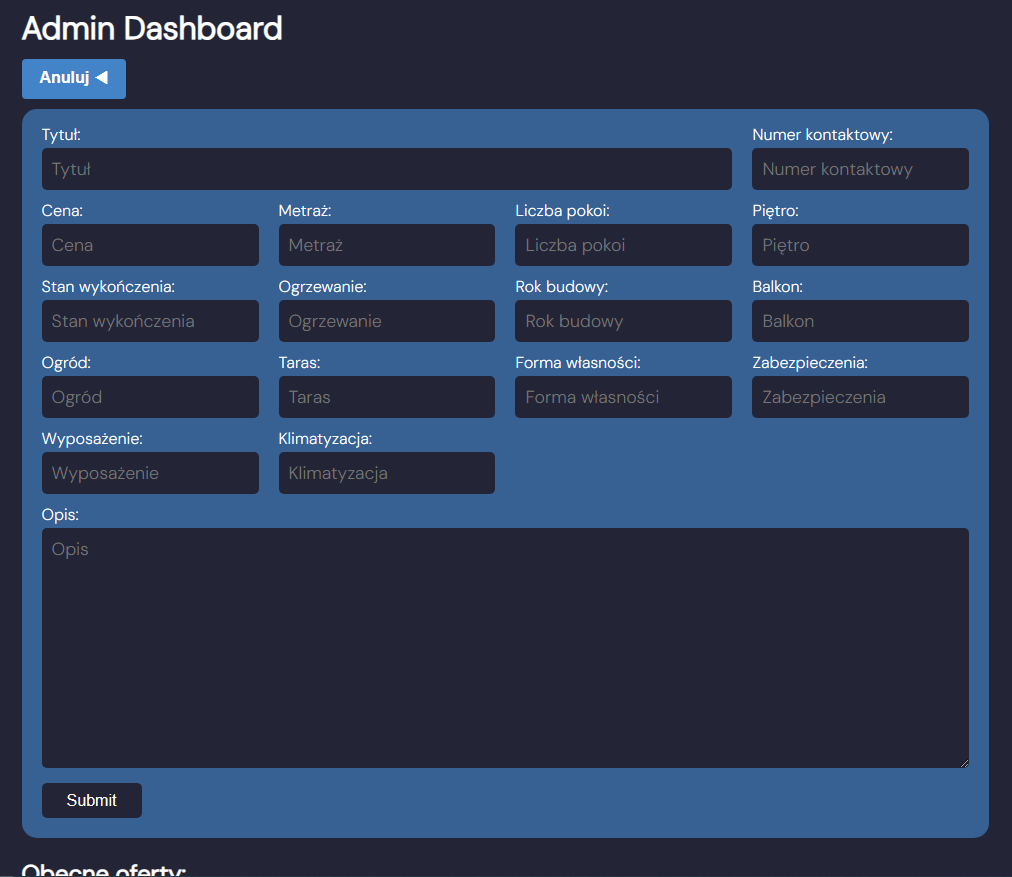 Admin Dashboard
Anuluj ◀
Tytuł: Numer kontaktowy:
Tytuł Numer kontaktowy
Cena: Metraż: Liczba pokoi: Piętro:
Cena Metraż Liczba pokoi Piętro
Stan wykończenia: Ogrzewanie: Rok budowy: Balkon:
Stan wykończenia Ogrzewanie Rok budowy Balkon
Ogród: Taras: Forma własności: Zabezpieczenia:
Ogród Taras Forma własności Zabezpieczenia
Wyposażenie: Klimatyzacja:
Wyposażenie Klimatyzacja
Opis:
Opis
Submit
Obecne oferty: